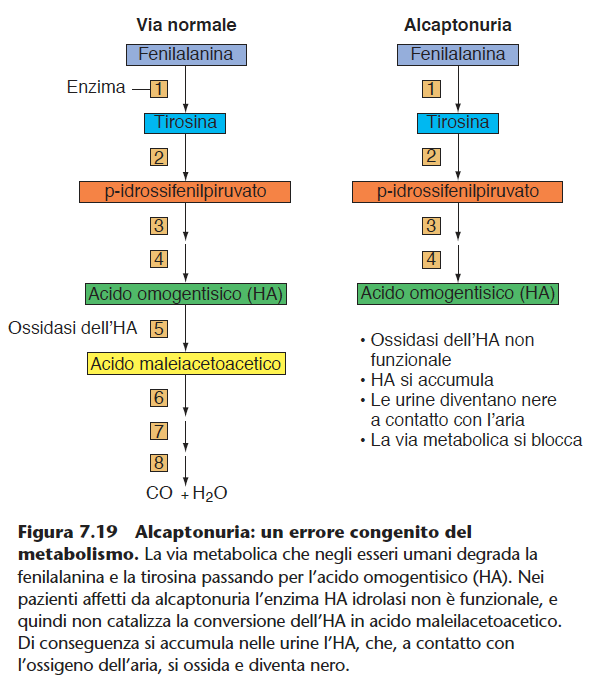 Via normale
Fenilalanina
Enzima
1
Tirosina
2
p-idrossifenilpiruvato
3
4
Acido omogentisico (HA)
Ossidasi dell'HA
5
Acido maleiacetoacetico
6
7
8
CO + H₂O
Alcaptonuria
Fenilalanina
1
Tirosina
2
p-idrossifenilpiruvato
3
4
Acido omogentisico (HA)
• Ossidasi dell'HA non
funzionale
• HA si accumula
• Le urine diventano nere
a contatto con l'aria
• La via metabolica si blocca
Figura 7.19 Alcaptonuria: un errore congenito del
metabolismo. La via metabolica che negli esseri umani degrada la
fenilalanina e la tirosina passando per l'acido omogentisico (HA). Nei
pazienti affetti da alcaptonuria l'enzima HA idrolasi non è funzionale, e
quindi non catalizza la conversione dell'HA in acido maleilacetoacetico.
Di conseguenza si accumula nelle urine l'HA, che, a contatto con
l'ossigeno dell'aria, si ossida e diventa nero.